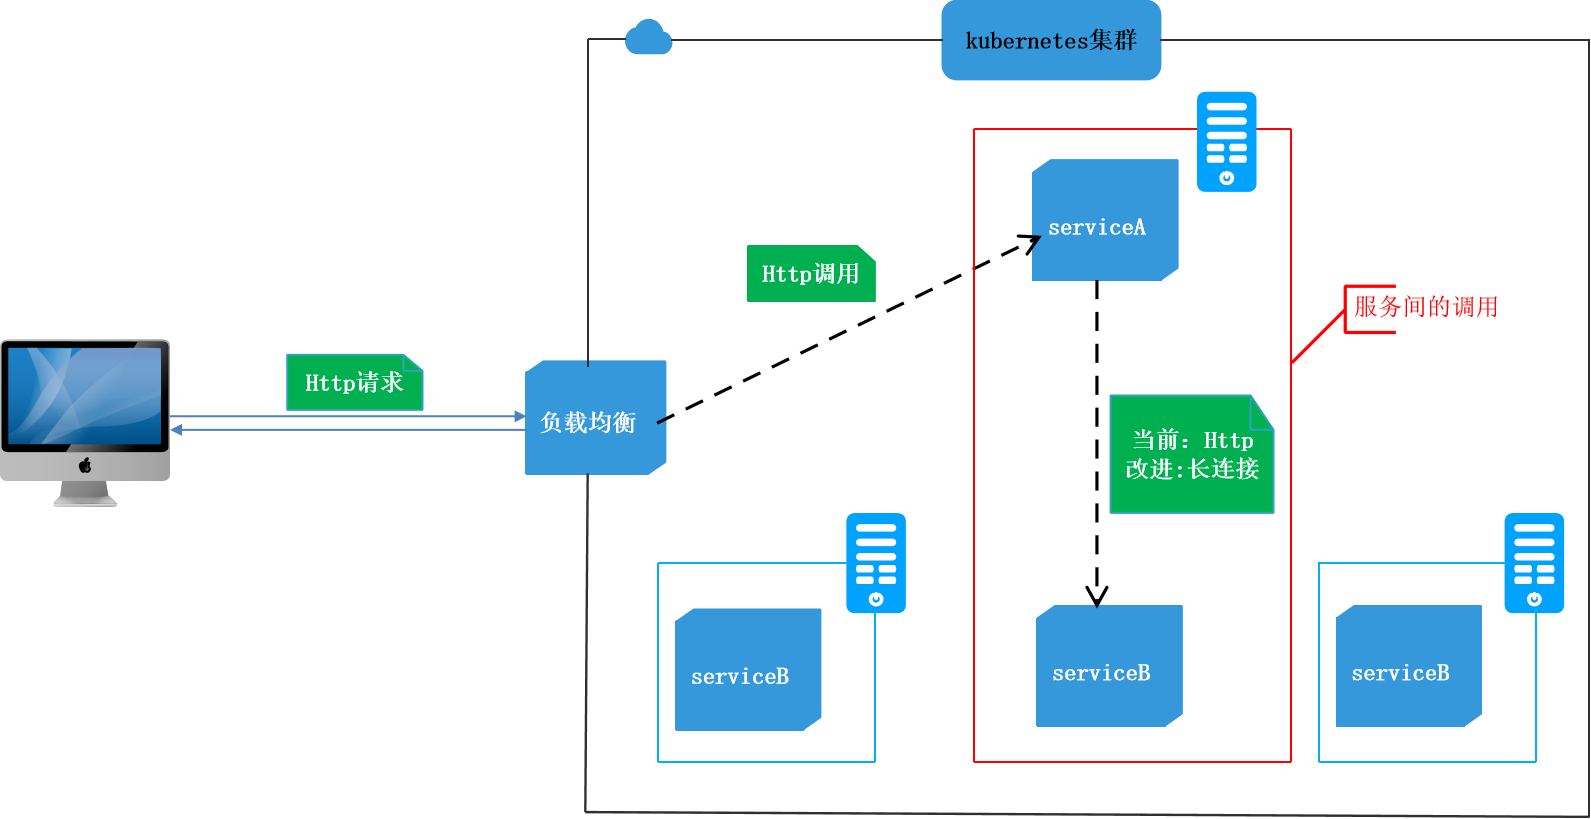 kubernetes集群
serviceA
Http调用
服务间的调用
Http请求
负载均衡
当前: Http
改进:长连接
serviceB
serviceB
serviceB